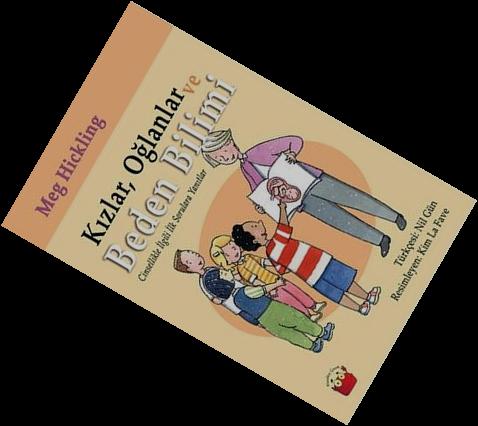 Meg Hickling
Kızlar, Oğlanlar ve
Beden Bilimi
Cinsellikle İlgili İlk Sorulara Yanıtlar
Türkçesi: Nil Gün
Resimleyen: Kim La Fave